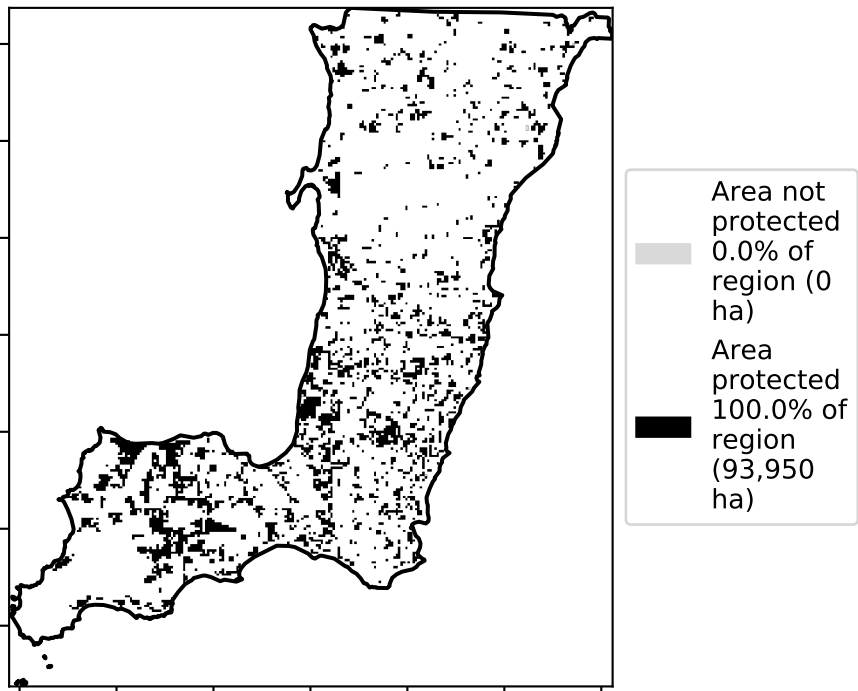 Area not
protected
0.0% of
region (0
ha)
Area
protected
100.0% of
region
(93,950
ha)